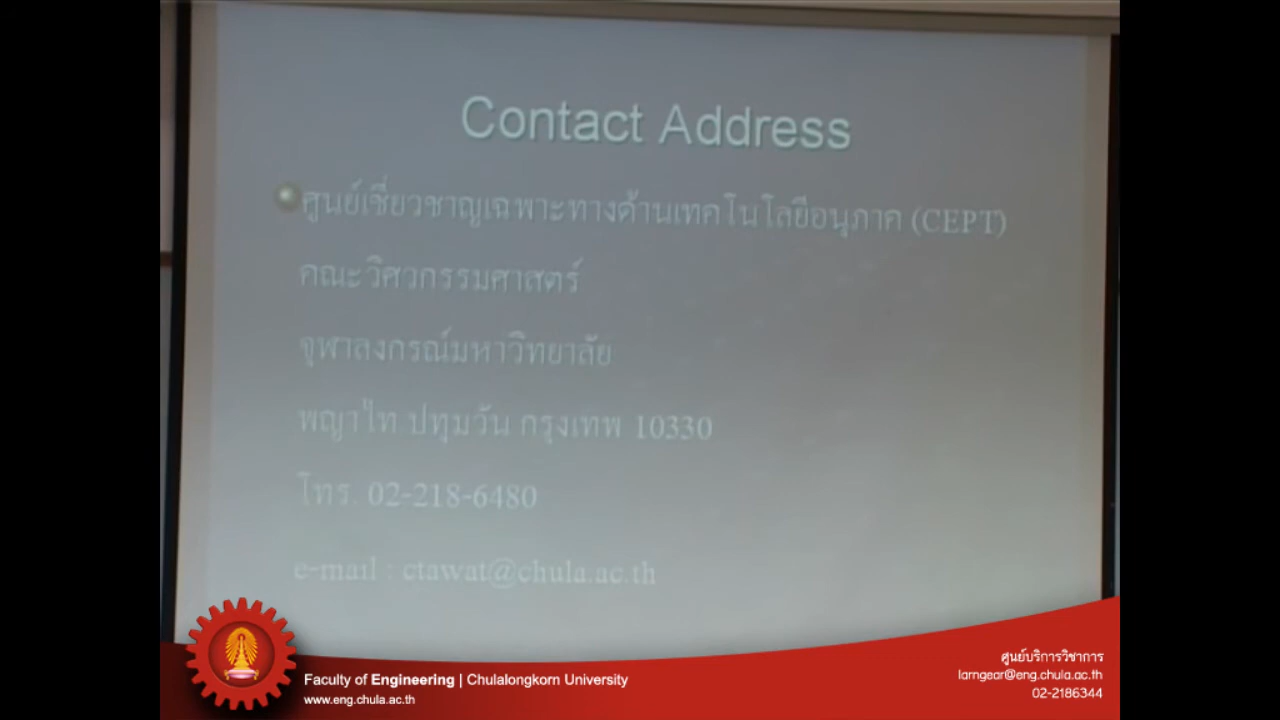 Contact Address
ศูนย์เชี่ยวชาญเฉพาะทางด้านเทคโนโลยีอนุภาค (CEPT)
คณะวิศวกรรมศาสตร์
จุฬาลงกรณ์มหาวิทยาลัย
พญาไท ปทุมวัน กรุงเทพ 10330
โทร. 02-218-6480
e-mail : ctawat@chula.ac.th
Faculty of Engineering | Chulalongkorn University
www.eng.chula.ac.th
ศูนย์บริการวิชาการ
larngear@eng.chula.ac.th
02-2186344